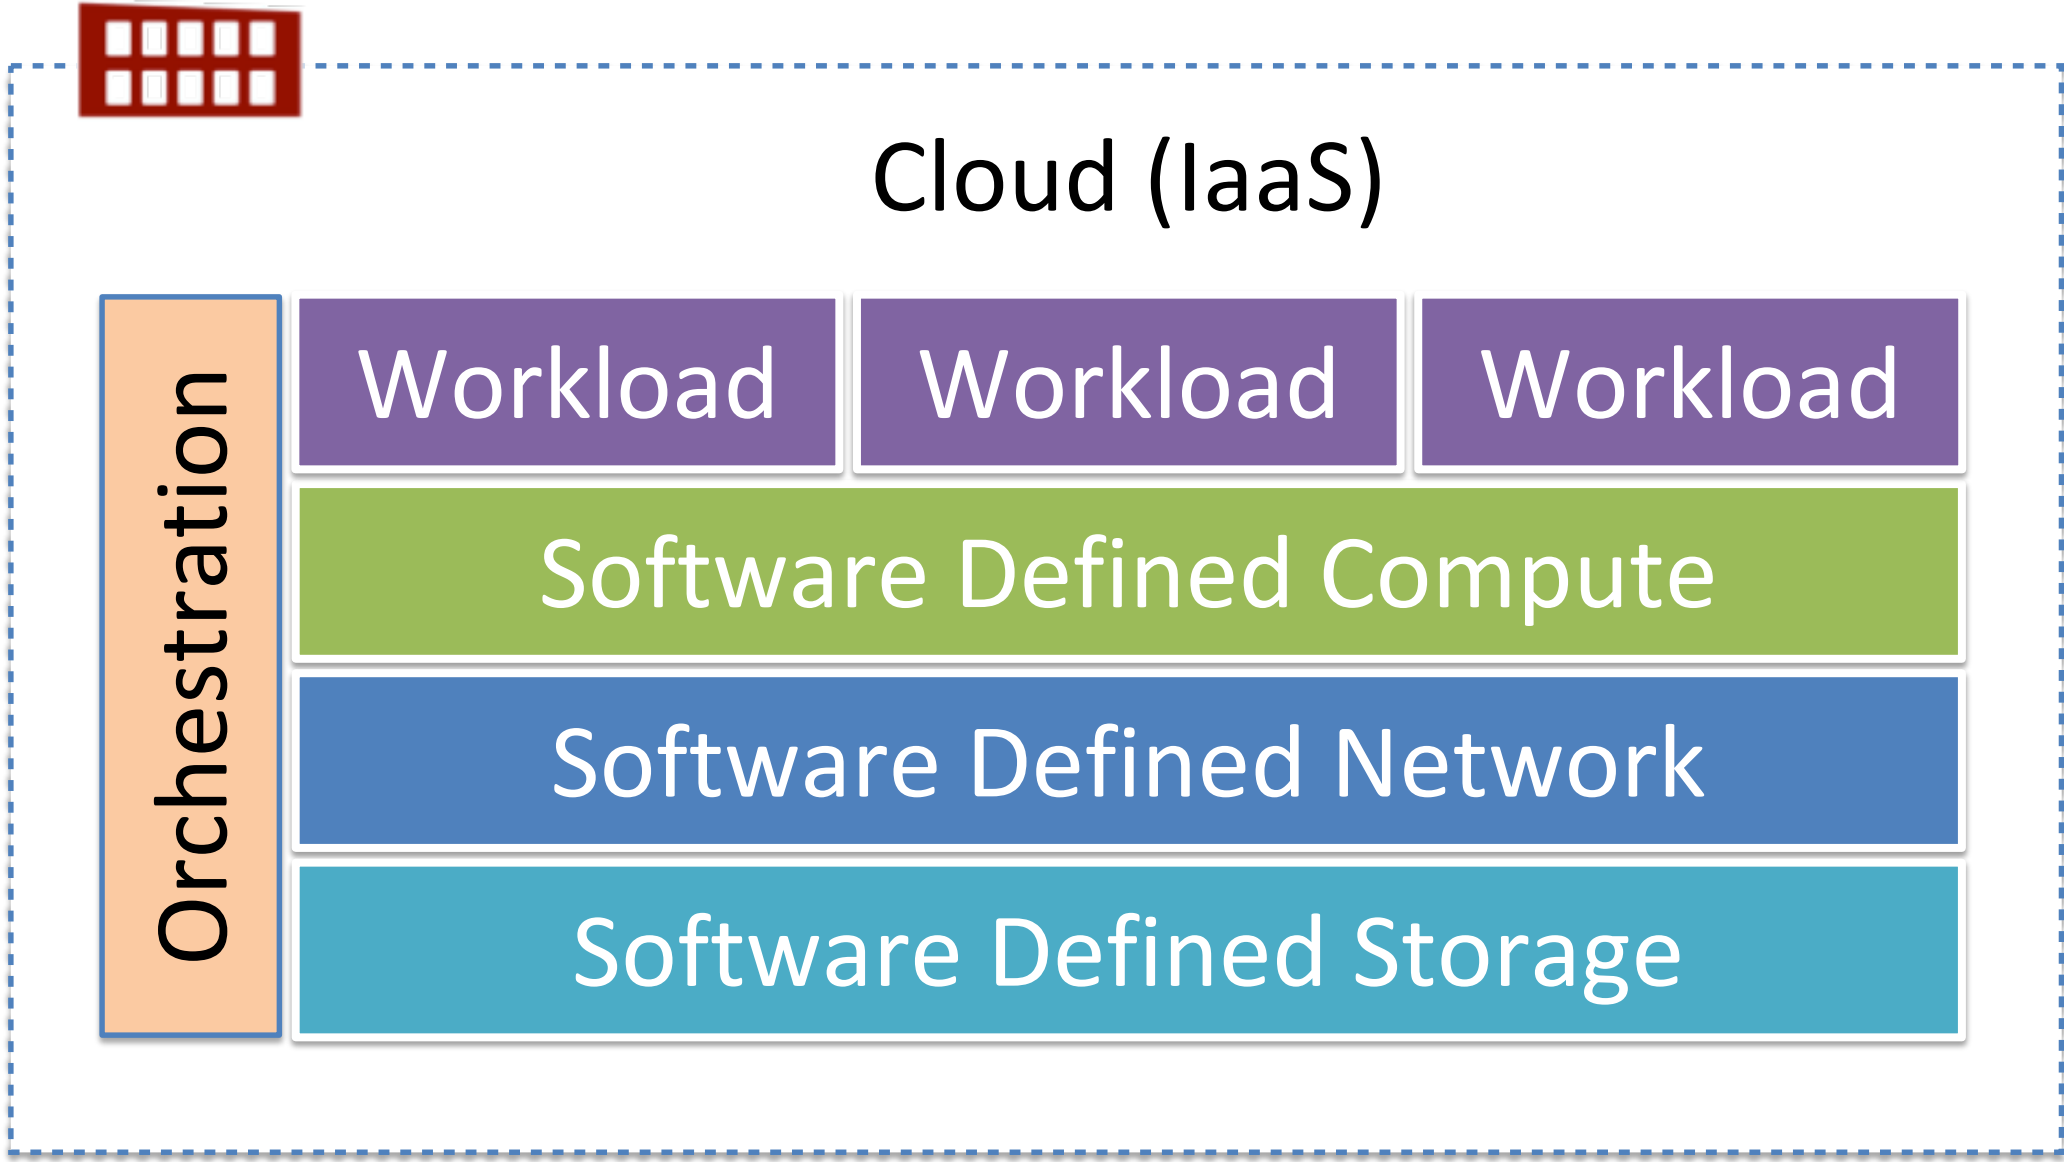 Cloud (IaaS)
Orchestration
Workload
Workload
Workload
Software Defined Compute
Software Defined Network
Software Defined Storage